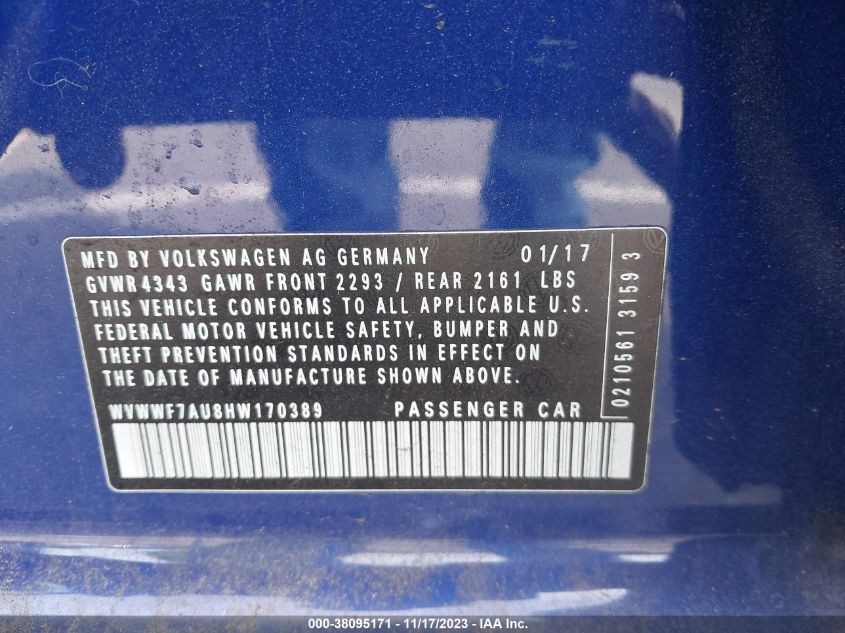 MFD BY VOLKSWAGEN AG GERMANY 01/17
GVWR 4343 GAWR FRONT 2293 / REAR 2161 LBS
THIS VEHICLE CONFORMS TO ALL APPLICABLE U.S.
FEDERAL MOTOR VEHICLE SAFETY, BUMPER AND
THEFT PREVENTION STANDARDS IN EFFECT ON
THE DATE OF MANUFACTURE SHOWN ABOVE.
WVWWF7AU8HW170389 PASSENGER CAR
0210561 3159 3
000-38095171 - 11/17/2023 - IAA Inc.